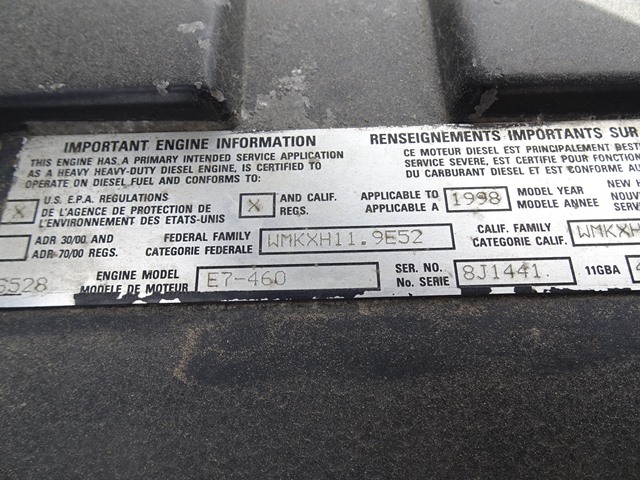 IMPORTANT ENGINE INFORMATION
THIS ENGINE HAS A PRIMARY INTENDED SERVICE APPLICATION
AS A HEAVY HEAVY-DUTY DIESEL ENGINE, IS CERTIFIED TO
OPERATE ON DIESEL FUEL AND CONFORMS TO:
RENSEIGNEMENTS IMPORTANTS SUR
CE MOTEUR DIESEL EST PRINCIPALEMENT DEST
SERVICE SEVERE, EST CERTIFIE POUR FONCTION
DU CARBURANT DIESEL ET EST CONFORME AU
X U.S. E.P.A. REGULATIONS
DE L'AGENCE DE PROTECTION DE
L'ENVIRONNEMENT DES ETATS-UNIS
X AND CALIF.
REGS.
APPLICABLE TO
APPLICABLE A
1998
MODEL YEAR
MODELE ANNEE
NEW
NOUV
SERVIC
ADR 30/00 AND
ADR 70/00 REGS.
FEDERAL FAMILY
CATEGORIE FEDERALE
WMKXH11.9E52
CALIF. FAMILY
CATEGORIE CALIF.
WMKXH
6528
ENGINE MODEL
MODELE DE MOTEUR
E7-460
SER. NO.
No. SERIE
8J1441.
11GBA